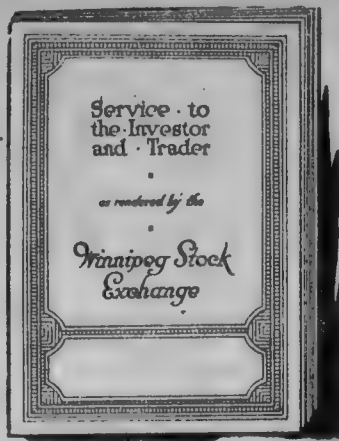 Service · to
the · Investor
and · Trader
as rendered by the
Winnipeg Stock
Exchange